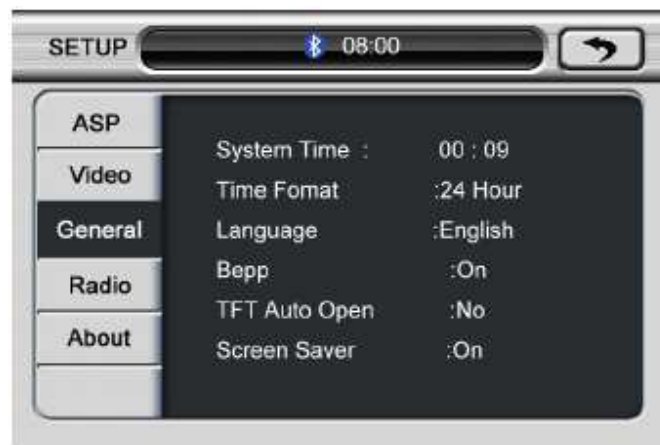 SETUP
08:00
ASP
Video
General
Radio
About
System Time : 00 : 09
Time Fomat :24 Hour
Language :English
Bepp :On
TFT Auto Open :No
Screen Saver :On